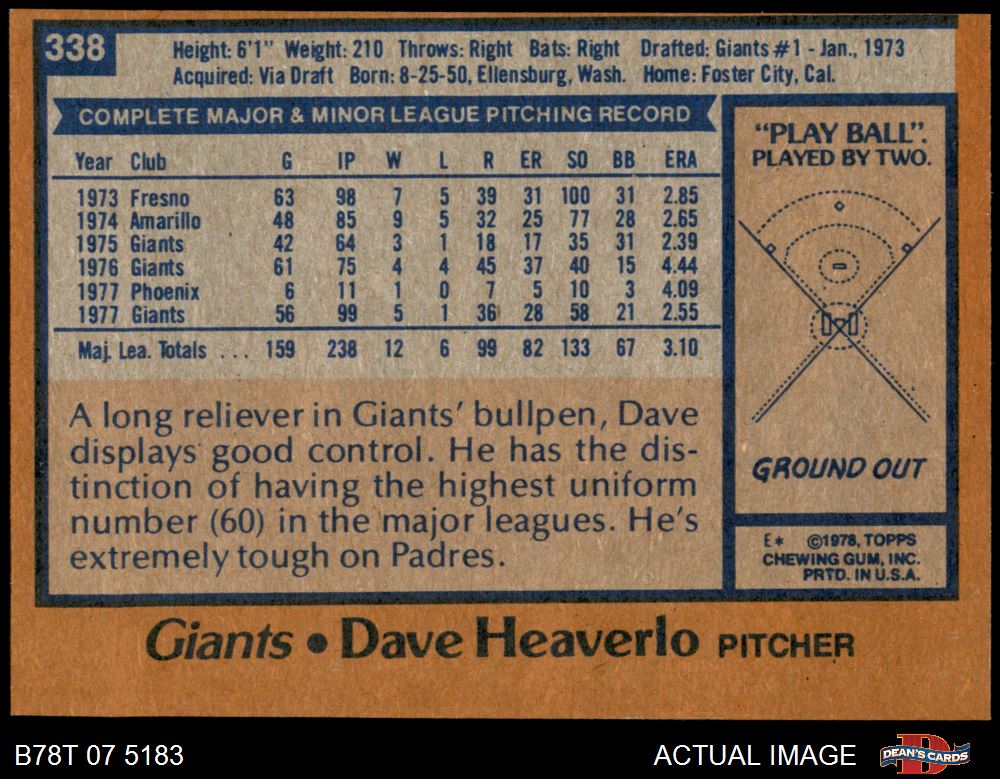 338
Height: 6'1" Weight: 210 Throws: Right Bats: Right Drafted: Giants #1 - Jan., 1973
Acquired: Via Draft Born: 8-25-50, Ellensburg, Wash. Home: Foster City, Cal.
COMPLETE MAJOR & MINOR LEAGUE PITCHING RECORD
Year Club G IP W L R ER SO BB ERA
1973 Fresno 63 98 7 5 39 31 100 31 2.85
1974 Amarillo 48 85 9 5 32 25 77 28 2.65
1975 Giants 42 64 3 1 18 17 35 31 2.39
1976 Giants 61 75 4 4 45 37 40 15 4.44
1977 Phoenix 6 11 1 0 7 5 10 3 4.09
1977 Giants 56 99 5 1 36 28 58 21 2.55
Maj. Lea. Totals ... 159 238 12 6 99 82 133 67 3.10
A long reliever in Giants' bullpen, Dave
displays good control. He has the dis-
tinction of having the highest uniform
number (60) in the major leagues. He's
extremely tough on Padres.
"PLAY BALL".
PLAYED BY TWO.
GROUND OUT
E* ©1978, TOPPS
CHEWING GUM, INC.
PRTD. IN U.S.A.
Giants • Dave Heaverlo PITCHER
B78T 07 5183 ACTUAL IMAGE DEAN'S CARDS